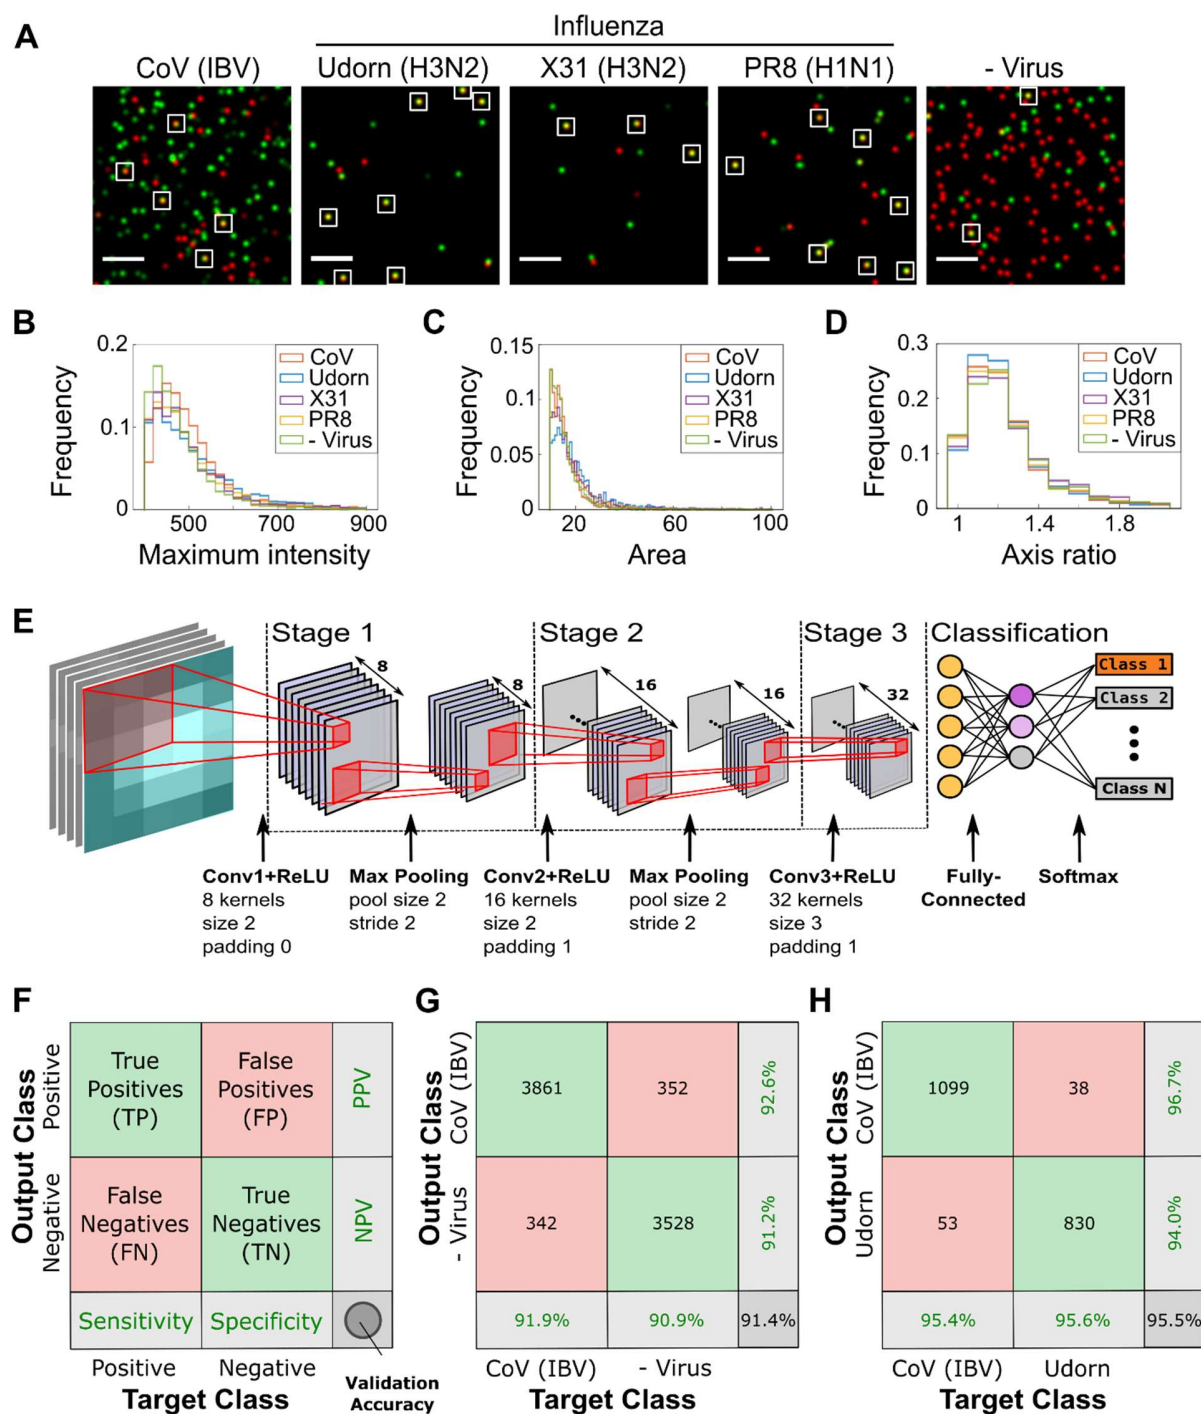 A
Influenza
CoV (IBV)
Udorn (H3N2)
X31 (H3N2)
PR8 (H1N1)
- Virus
B
Frequency
0.2
0.1
0
500
700
900
Maximum intensity
CoV
Udorn
X31
PR8
- Virus
C
Frequency
0.15
0.1
0.05
0
20
60
100
Area
CoV
Udorn
X31
PR8
- Virus
D
Frequency
0.3
0.2
0.1
0
1
1.4
1.8
Axis ratio
CoV
Udorn
X31
PR8
- Virus
E
Stage 1
Stage 2
Stage 3
Classification
8
8
16
16
32
Class 1
Class 2
Class N
Conv1+ReLU
8 kernels
size 2
padding 0
Max Pooling
pool size 2
stride 2
Conv2+ReLU
16 kernels
size 2
padding 1
Max Pooling
pool size 2
stride 2
Conv3+ReLU
32 kernels
size 3
padding 1
Fully-
Connected
Softmax
F
Output Class
Positive
Negative
True
Positives
(TP)
False
Positives
(FP)
PPV
False
Negatives
(FN)
True
Negatives
(TN)
NPV
Sensitivity
Specificity
Positive
Negative
Target Class
Validation
Accuracy
G
Output Class
CoV (IBV)
- Virus
3861
352
92.6%
342
3528
91.2%
91.9%
90.9%
91.4%
CoV (IBV)
- Virus
Target Class
H
Output Class
CoV (IBV)
Udorn
1099
38
96.7%
53
830
94.0%
95.4%
95.6%
95.5%
CoV (IBV)
Udorn
Target Class